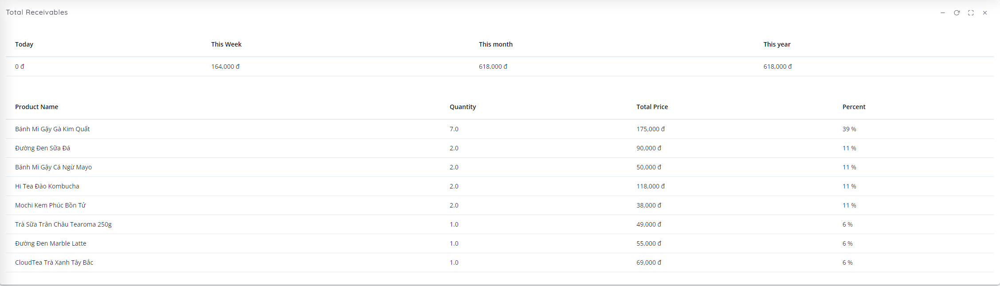 Total Receivables
Today This Week This month This year
0 đ 164,000 đ 618,000 đ 618,000 đ
Product Name Quantity Total Price Percent
Bánh Mì Gậy Gà Kim Quất 7.0 175,000 đ 39 %
Đường Đen Sữa Đá 2.0 90,000 đ 11 %
Bánh Mì Gậy Cá Ngừ Mayo 2.0 50,000 đ 11 %
Hi Tea Đào Kombucha 2.0 118,000 đ 11 %
Mochi Kem Phúc Bồn Tử 2.0 38,000 đ 11 %
Trà Sữa Trân Châu Tearoma 250g 1.0 49,000 đ 6 %
Đường Đen Marble Latte 1.0 55,000 đ 6 %
CloudTea Trà Xanh Tây Bắc 1.0 69,000 đ 6 %